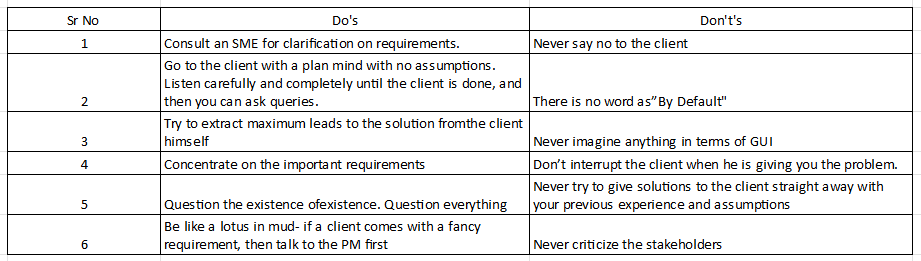 Sr No Do's Don't's
1 Consult an SME for clarification on requirements. Never say no to the client
Go to the client with a plan mind with no assumptions.
Listen carefully and completely until the client is done, and
2 then you can ask queries. There is no word as”By Default"
Try to extract maximum leads to the solution fromthe client
3 himself Never imagine anything in terms of GUI
4 Concentrate on the important requirements Don’t interrupt the client when he is giving you the problem.
Never try to give solutions to the client straight away with
5 Question the existence ofexistence. Question everything your previous experience and assumptions
Be like a lotus in mud- if a client comes with a fancy
6 requirement, then talk to the PM first Never criticize the stakeholders